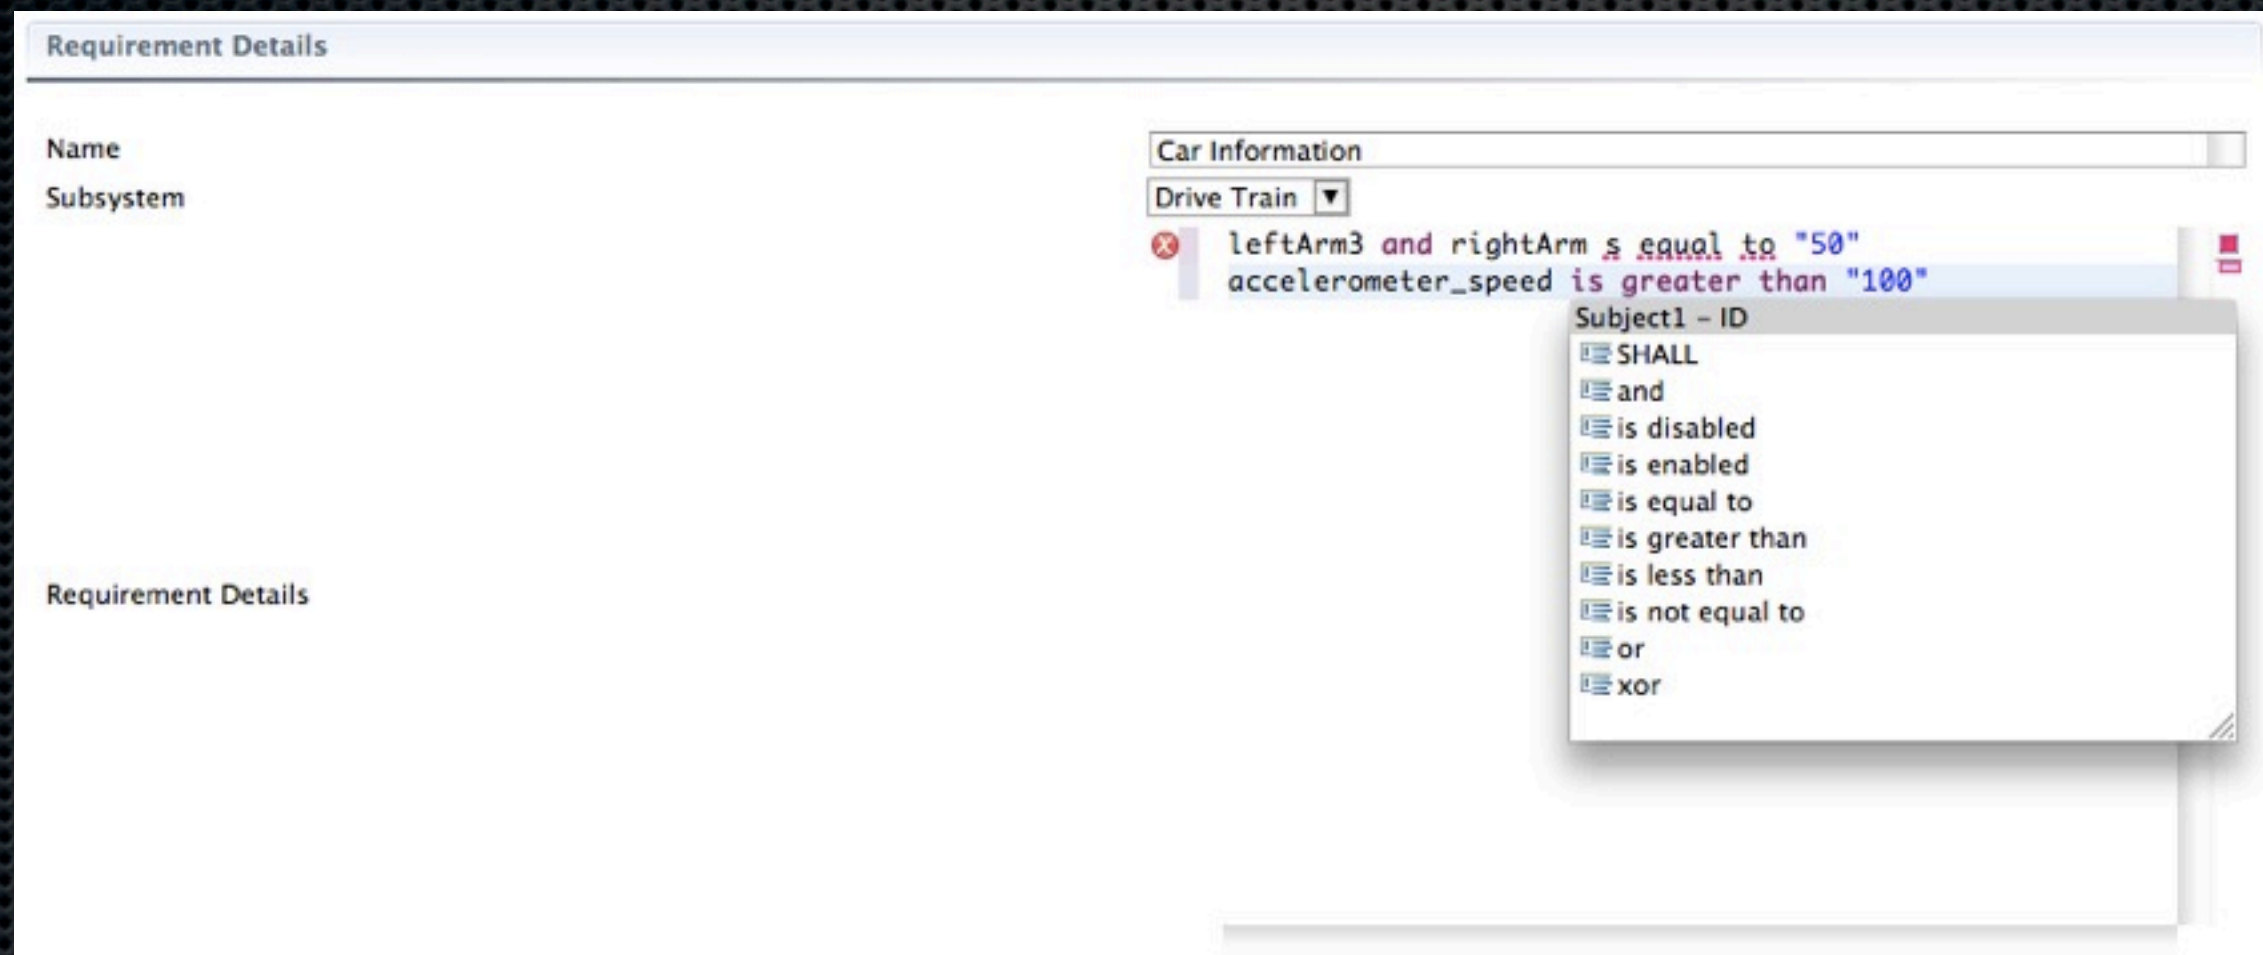 Requirement Details
Name
Car Information
Subsystem
Drive Train
leftArm3 and rightArm s equal to "50"
accelerometer_speed is greater than "100"
Subject1 – ID
SHALL
and
is disabled
is enabled
is equal to
is greater than
is less than
is not equal to
or
xor
Requirement Details